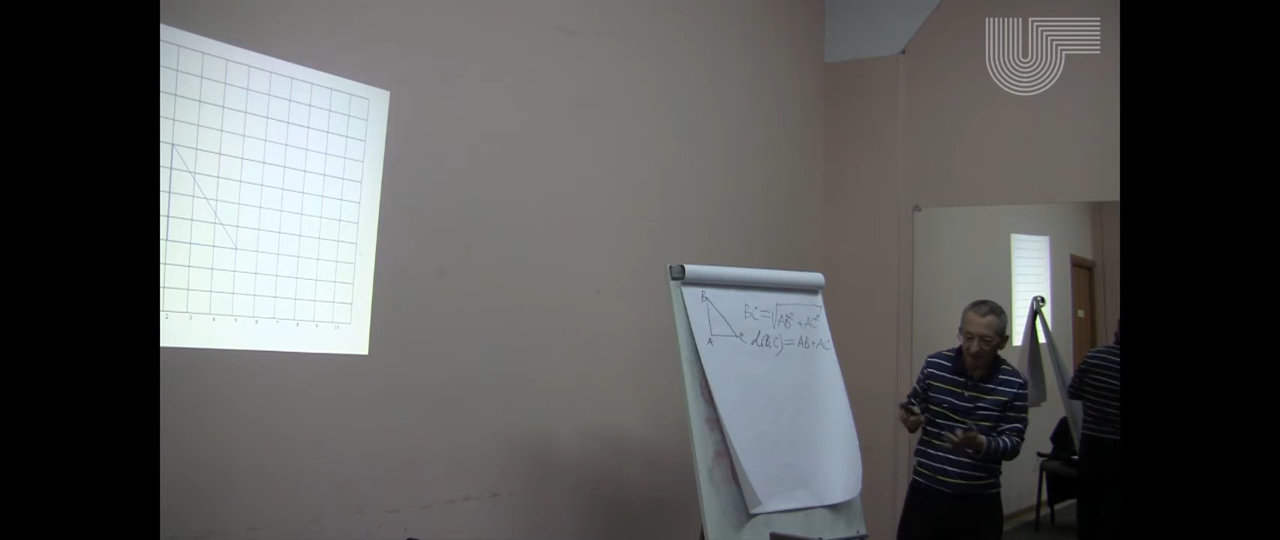 B
BC = √AB² + AC²
A C d(B,C) = AB + AC